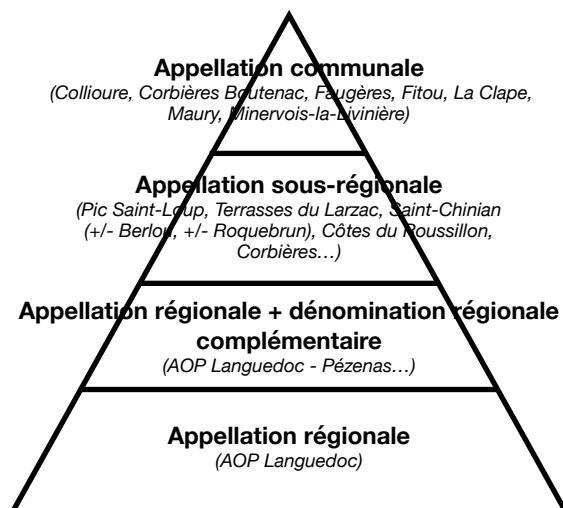 Appellation communale
(Collioure, Corbières Boutenac, Faugères, Fitou, La Clape,
Maury, Minervois-la-Livinière)
Appellation sous-régionale
(Pic Saint-Loup, Terrasses du Larzac, Saint-Chinian
(+/- Berlou, +/- Roquebrun), Côtes du Roussillon,
Corbières…)
Appellation régionale + dénomination régionale
complémentaire
(AOP Languedoc - Pézenas…)
Appellation régionale
(AOP Languedoc)